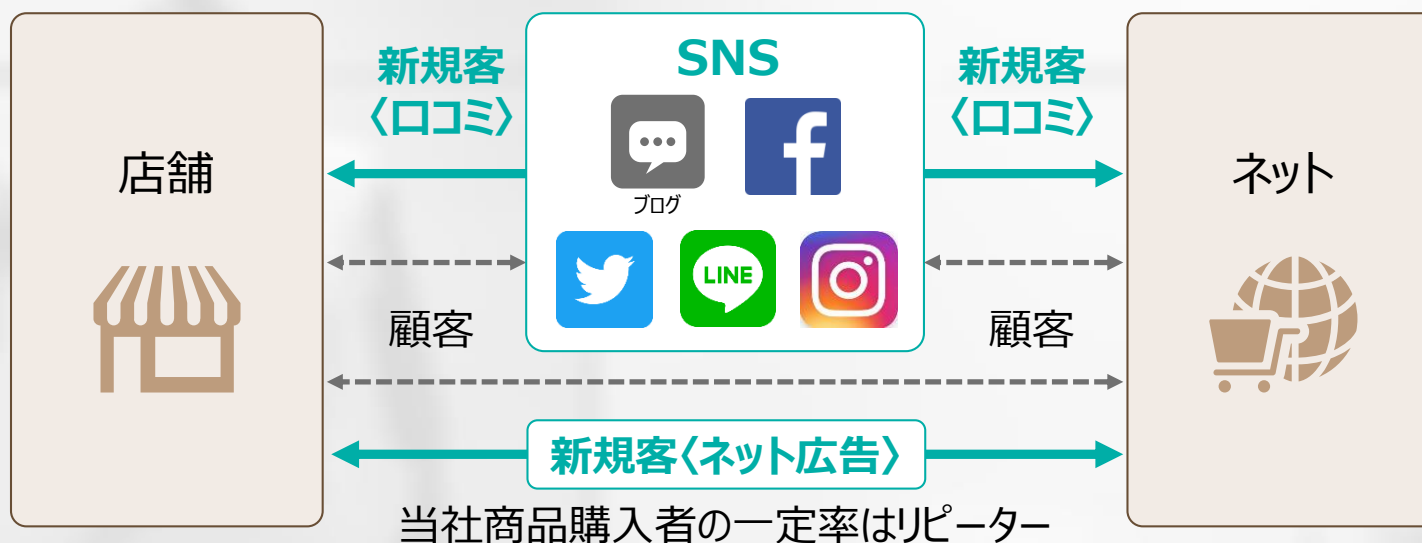 SNS
新規客
〈口コミ〉
新規客
〈口コミ〉
店舗
ブログ
ネット
LINE
顧客
顧客
新規客〈ネット広告〉
当社商品購入者の一定率はリピーター